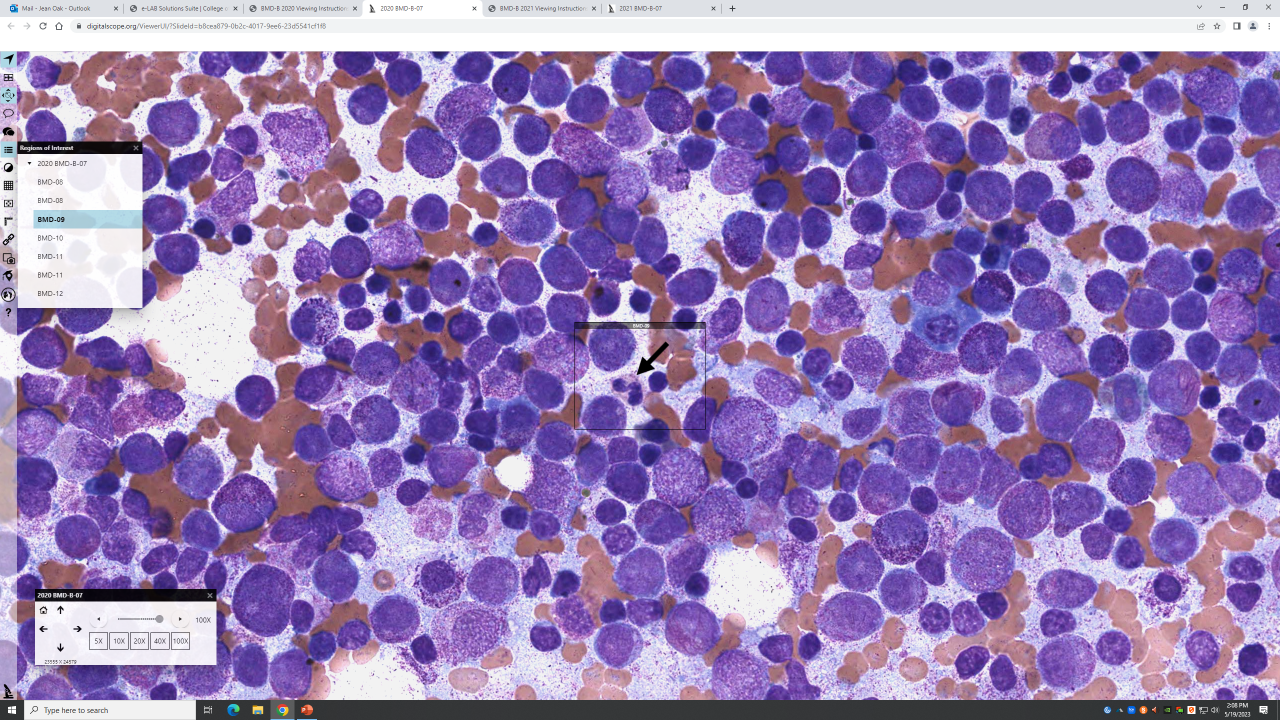 Mail - Jean Oak - Outlook
e-LAB Solutions Suite | College o
BMD-B 2020 Viewing Instruction
2020 BMD-B-07
BMD-B 2021 Viewing Instruction
2021 BMD-B-07
digitalscope.org/ViewerUI/?SlideId=b8cea879-0b2c-4017-9ee6-23d5541cf1f8
Regions of Interest
2020 BMD-B-07
BMD-08
BMD-08
BMD-09
BMD-10
BMD-11
BMD-11
BMD-12
BMD-09
2020 BMD-B-07
100X
5X
10X
20X
40X
100X
Type here to search
2:08 PM
5/19/2023